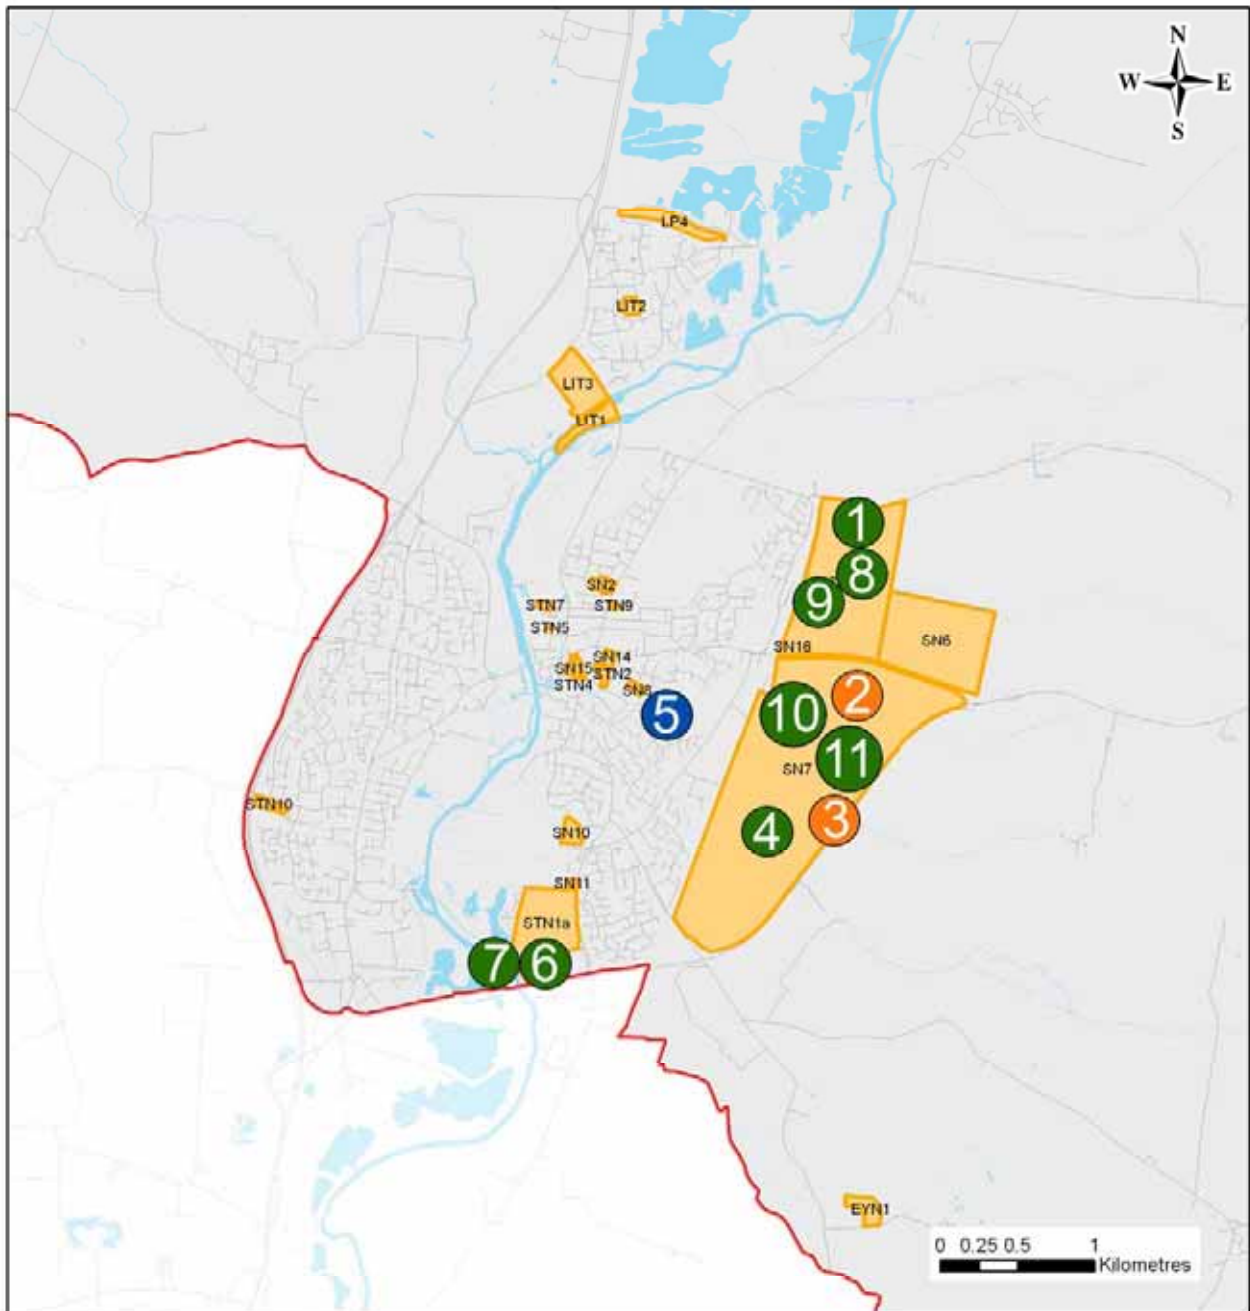 N
W E
S
LP4
LIT2
LIT3
LIT1
1
8
9
SN2
STN7 STN9
STN5
SN16
SN6
SN14
SN15 STN2
STN4
SN8
2
10
5
11
SN7
STN10
3
4
SN10
SN11
STN1a
7 6
EYN1
0 0.25 0.5 1
Kilometres